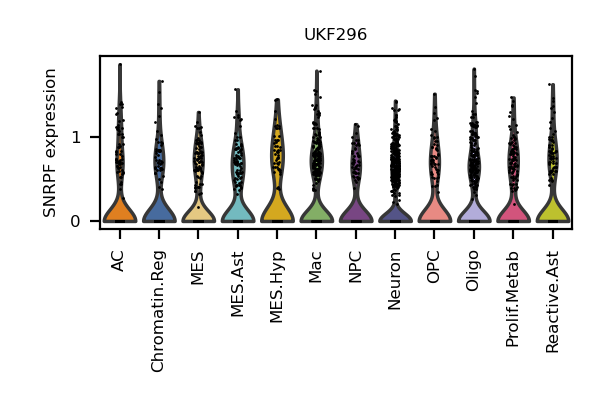 UKF296
SNRPF expression
1
0
AC
Chromatin.Reg
MES
MES.Ast
MES.Hyp
Mac
NPC
Neuron
OPC
Oligo
Prolif.Metab
Reactive.Ast